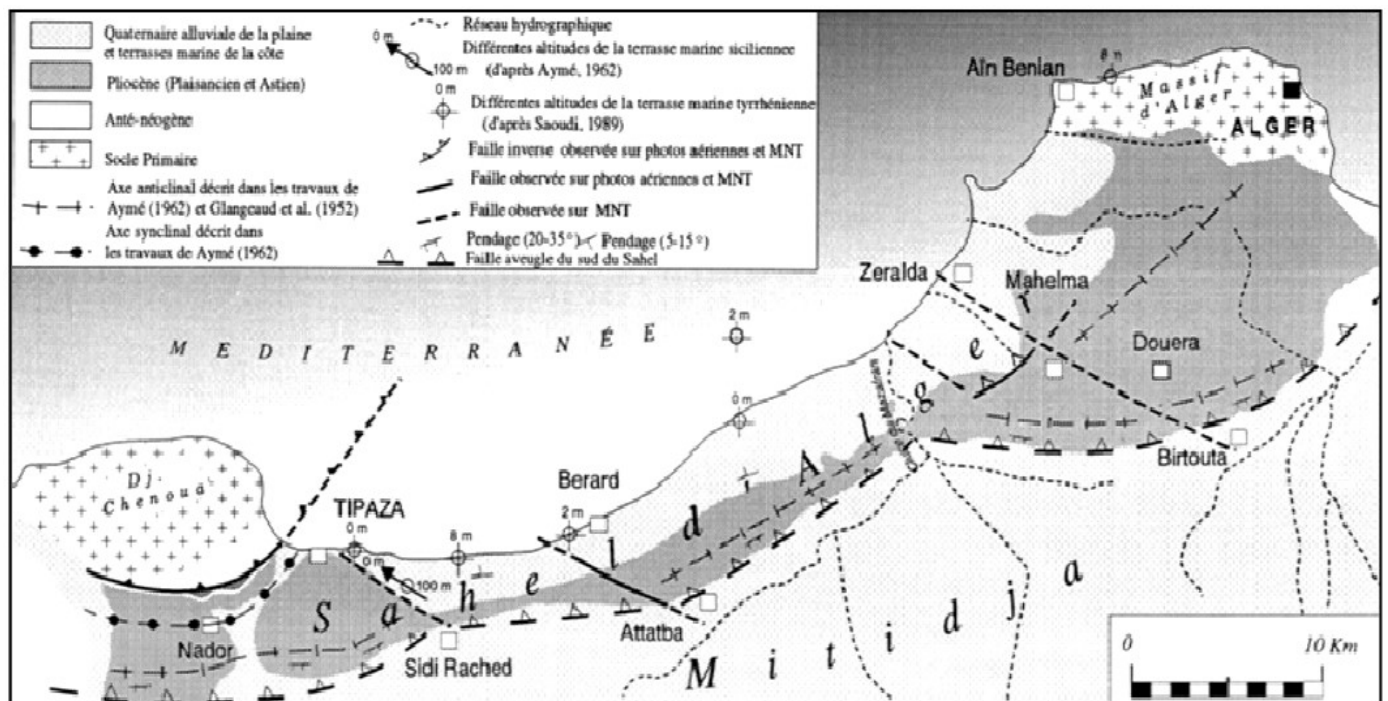 Quaternaire alluviale de la plaine
et terrasses marine de la côte
Pliocène (Plaisancien et Astien)
Anté-néogène
Socle Primaire
Axe anticlinal décrit dans les travaux de
Aymé (1962) et Glangeaud et al. (1952)
Axe synclinal décrit dans
les travaux de Aymé (1962)
Réseau hydrographique
0 m
100 m
Différentes altitudes de la terrasse marine sicilienne
(d'après Aymé, 1962)
0 m
Différentes altitudes de la terrasse marine tyrrhénienne
(d'après Saoudi, 1989)
Faille inverse observée sur photos aériennes et MNT
Faille observée sur photos aériennes et MNT
Faille observée sur MNT
Pendage (20-35°) Pendage (5-15°)
Faille aveugle du sud du Sahel
Aïn Benian
Massif
d'Alger
ALGER
Zeralda
Mahelma
Douera
Birtouta
MEDITERRANÉE
2 m
0 m
Dj.
Chenoua
TIPAZA
0 m
0 m
100 m
8 m
Berard
2 m
Sahel d'Alge
Nador
Sidi Rached
Attatba
Mitidja
0 10 Km